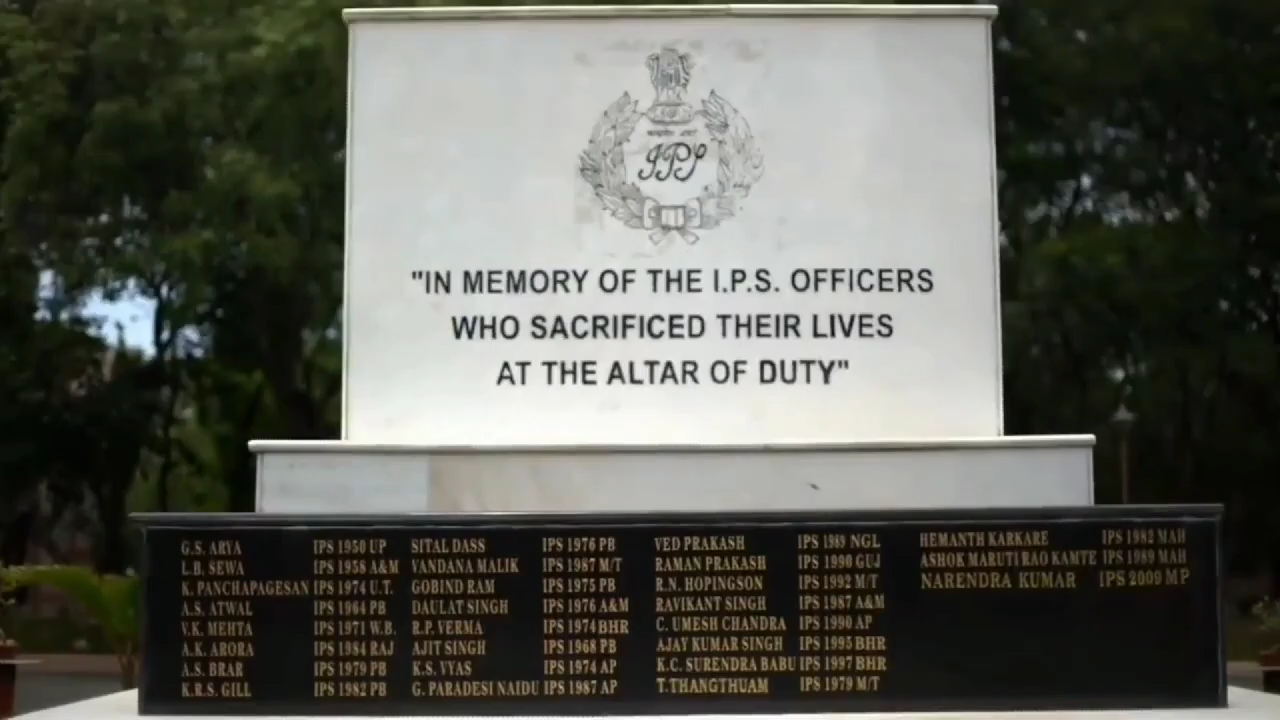 IPS
"IN MEMORY OF THE I.P.S. OFFICERS
WHO SACRIFICED THEIR LIVES
AT THE ALTAR OF DUTY"
G.S. ARYA IPS 1950 UP
L.B. SEWA IPS 1958 A&M
K. PANCHAPAGESAN IPS 1974 U.T.
A.S. ATWAL IPS 1964 PB
V.K. MEHTA IPS 1971 W.B.
A.K. ARORA IPS 1984 RAJ
A.S. BRAR IPS 1979 PB
K.R.S. GILL IPS 1982 PB
SITAL DASS IPS 1976 PB
VANDANA MALIK IPS 1987 M/T
GOBIND RAM IPS 1975 PB
DAULAT SINGH IPS 1976 A&M
R.P. VERMA IPS 1974 BHR
AJIT SINGH IPS 1968 PB
K.S. VYAS IPS 1974 AP
G. PARADESI NAIDU IPS 1987 AP
VED PRAKASH IPS 1989 NGL
RAMAN PRAKASH IPS 1990 GUJ
R.N. HOPINGSON IPS 1992 M/T
RAVIKANT SINGH IPS 1987 A&M
C. UMESH CHANDRA IPS 1990 AP
AJAY KUMAR SINGH IPS 1995 BHR
K.C. SURENDRA BABU IPS 1997 BHR
T.THANGTHUAM IPS 1979 M/T
HEMANTH KARKARE IPS 1982 MAH
ASHOK MARUTI RAO KAMTE IPS 1989 MAH
NARENDRA KUMAR IPS 2009 MP